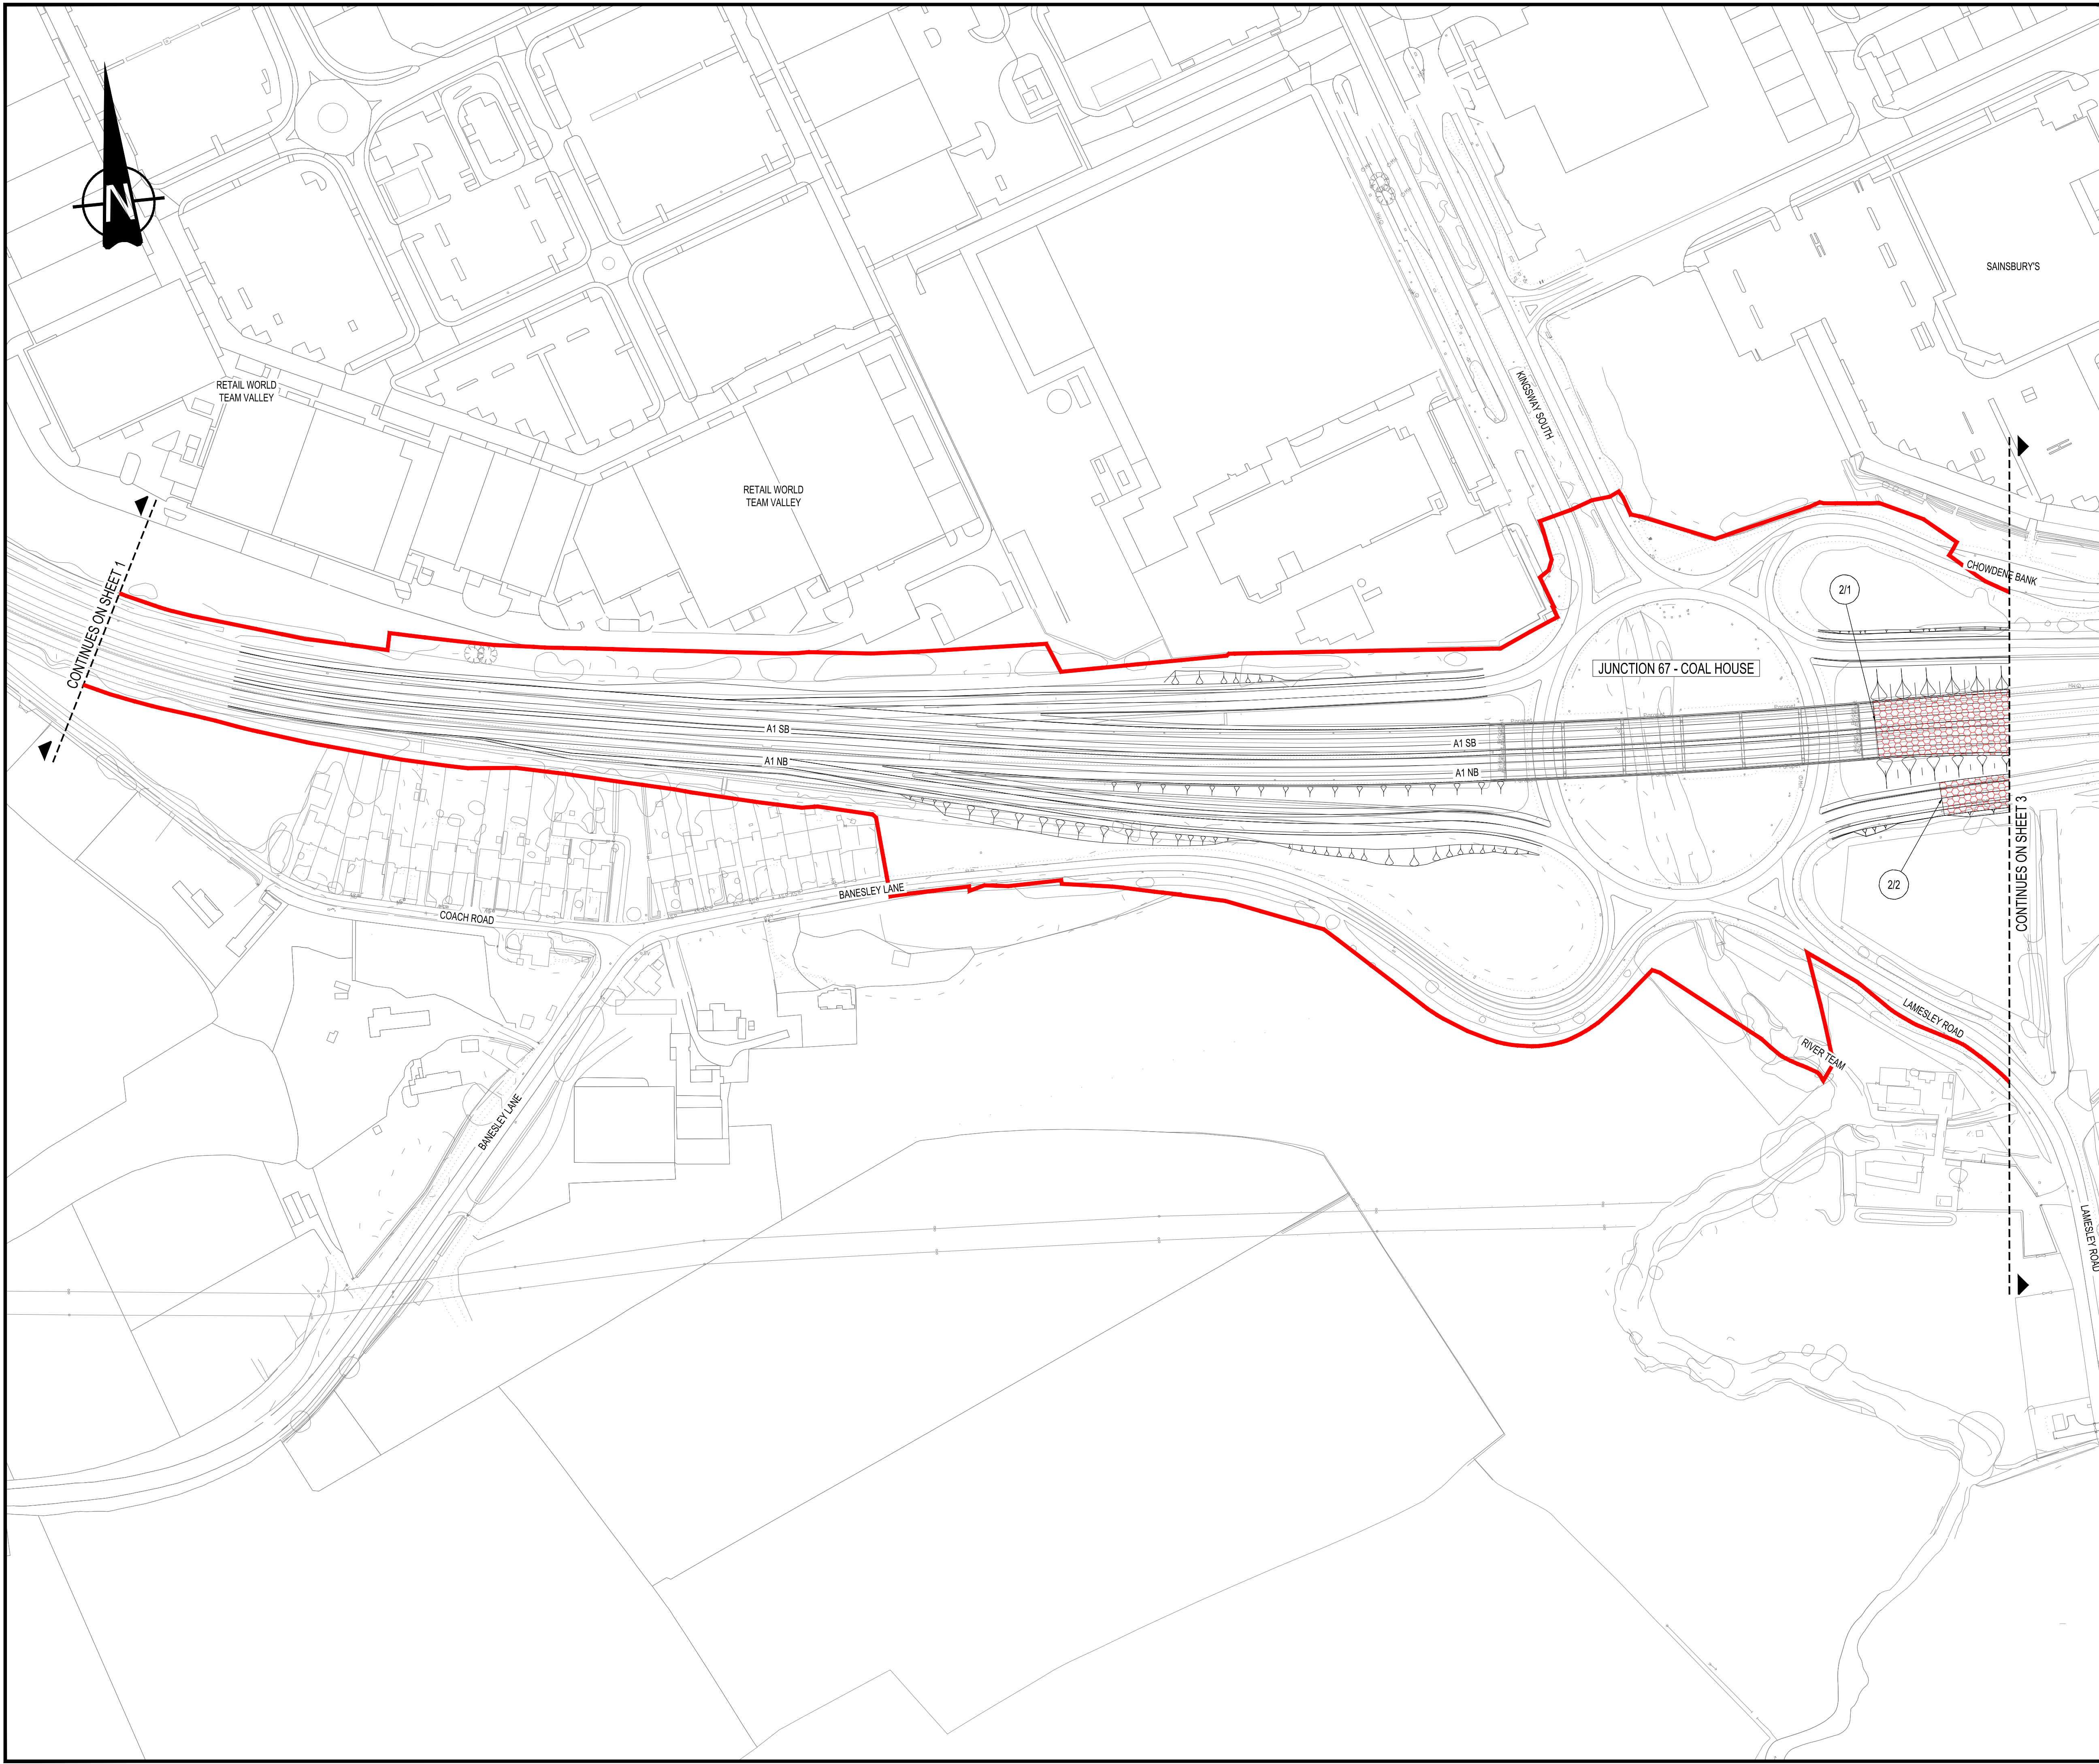 N
SAINSBURY'S
RETAIL WORLD
TEAM VALLEY
KINGSWAY SOUTH
RETAIL WORLD
TEAM VALLEY
CONTINUES ON SHEET 1
CHOWDENE BANK
2/1
JUNCTION 67 - COAL HOUSE
A1 SB
A1 SB
A1 NB
A1 NB
CONTINUES ON SHEET 3
2/2
BANESLEY LANE
COACH ROAD
LAMESLEY ROAD
RIVER TEAM
BANESLEY LANE
LAMESLEY ROAD